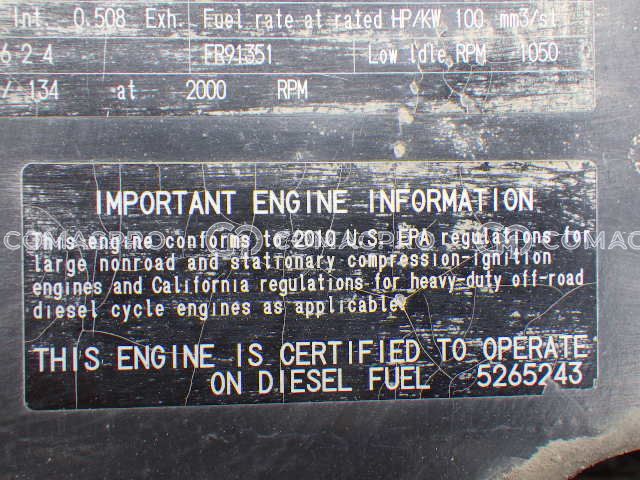 Int. 0.508 Exh. Fuel rate at rated HP/KW 100 mm3/st
624 FR91351 Low Idle RPM 1050
/ 134 at 2000 RPM
IMPORTANT ENGINE INFORMATION
This engine conforms to 2010 U.S. EPA regulations for
large nonroad and stationary compression-ignition
engines and California regulations for heavy-duty off-road
diesel cycle engines as applicable.
THIS ENGINE IS CERTIFIED TO OPERATE
ON DIESEL FUEL 5265243